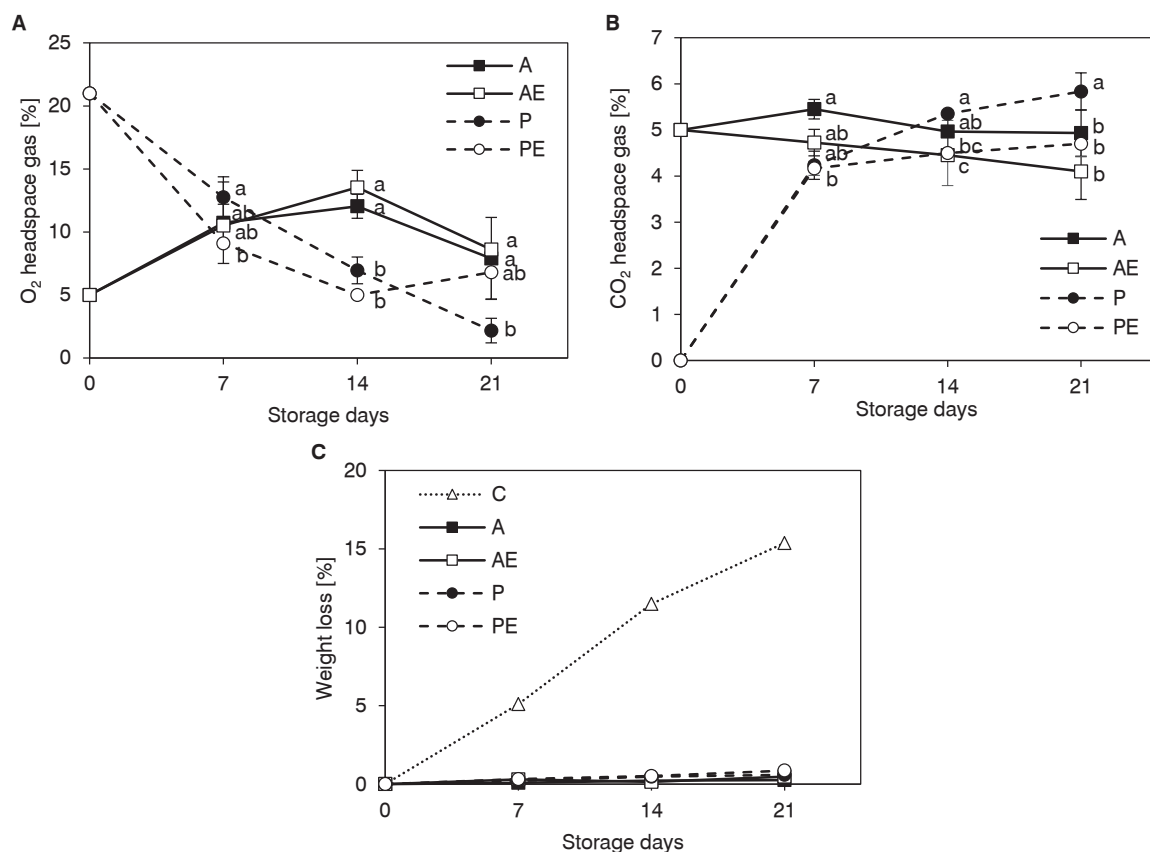 A
O2 headspace gas [%]
25
20
15
10
5
0
A
AE
P
PE
a
ab
ab
b
a
a
b
b
a
a
ab
b
0 7 14 21
Storage days
B
CO2 headspace gas [%]
7
6
5
4
3
2
1
0
a
ab
ab
b
a
ab
bc
c
a
b
b
b
A
AE
P
PE
0 7 14 21
Storage days
C
Weight loss [%]
20
15
10
5
0
C
A
AE
P
PE
0 7 14 21
Storage days